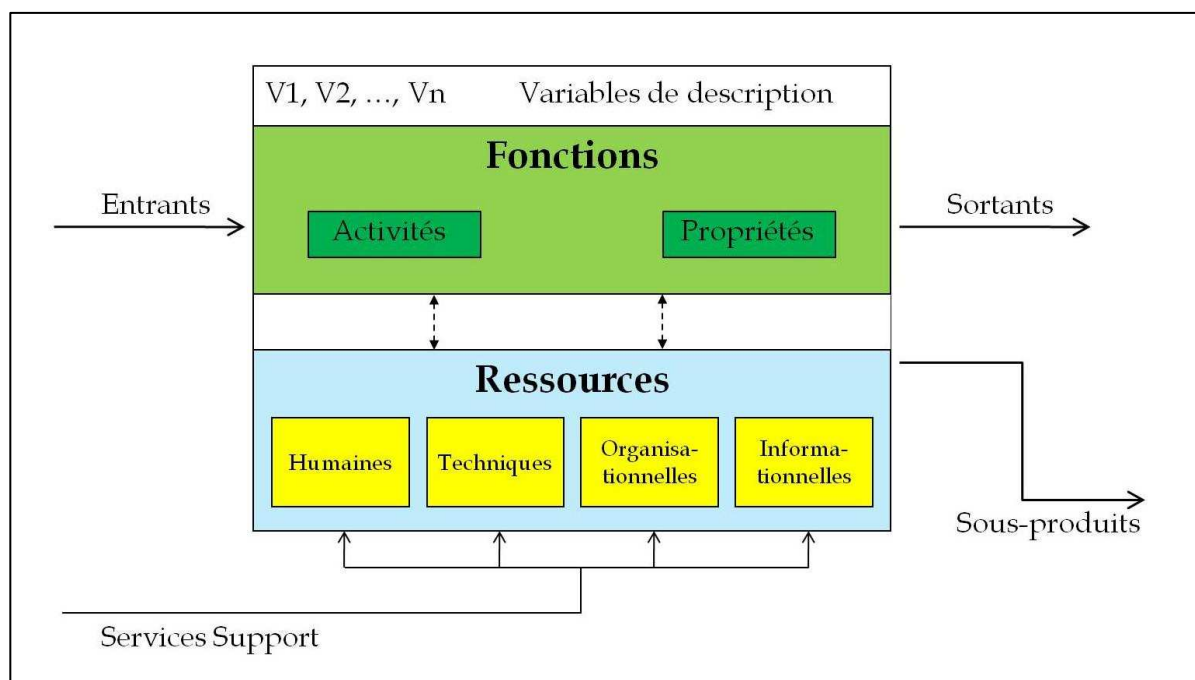 V1, V2, …, Vn Variables de description
Fonctions
Entrants
Sortants
Activités
Propriétés
Ressources
Humaines
Techniques
Organisa-
tionnelles
Informa-
tionnelles
Sous-produits
Services Support